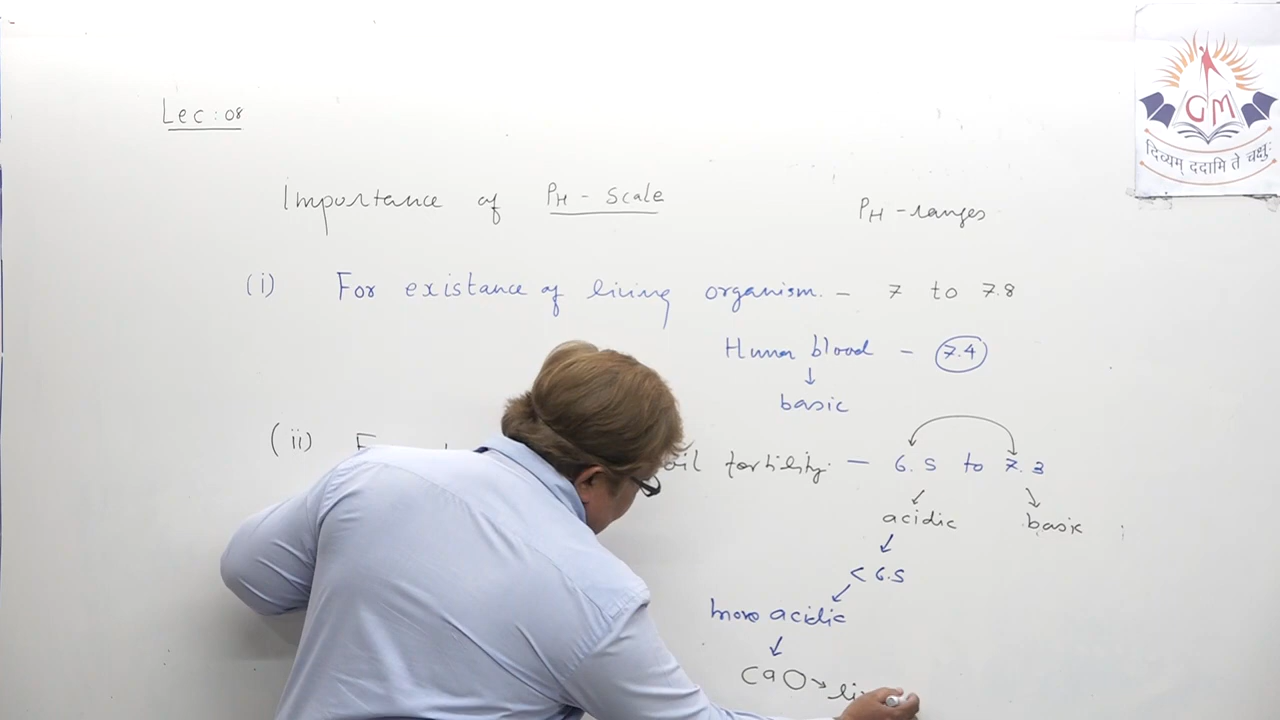 Lec : 08
GM
दिव्यम् ददामि ते चक्षुः
Importance of PH - Scale
PH - ranges
(i) For existance of living organism. - 7 to 7.8
Human blood - 7.4
basic
(ii) fertility. - 6.5 to 7.3
acidic basic
< 6.5
more acidic
CaO